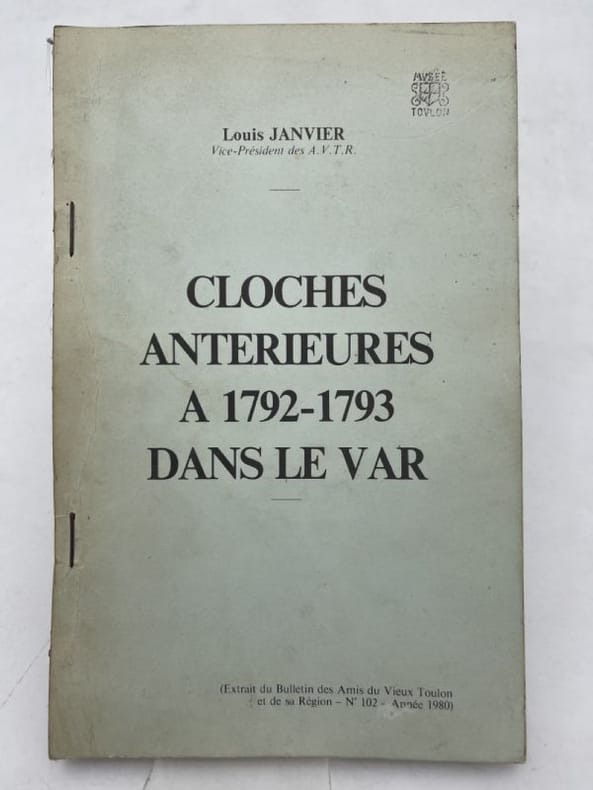 MUSÉE
TOULON
Louis JANVIER
Vice-Président des A.V.T.R.
CLOCHES
ANTERIEURES
A 1792-1793
DANS LE VAR
(Extrait du Bulletin des Amis du Vieux Toulon
et de sa Région – N° 102 - Année 1980)